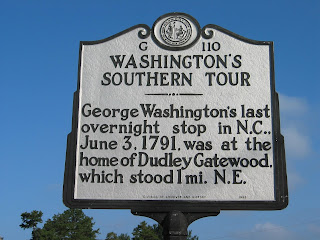 G 110
WASHINGTON'S
SOUTHERN TOUR
George Washington's last
overnight stop in N.C.,
June 3, 1791, was at the
home of Dudley Gatewood,
which stood 1 mi. N.E.